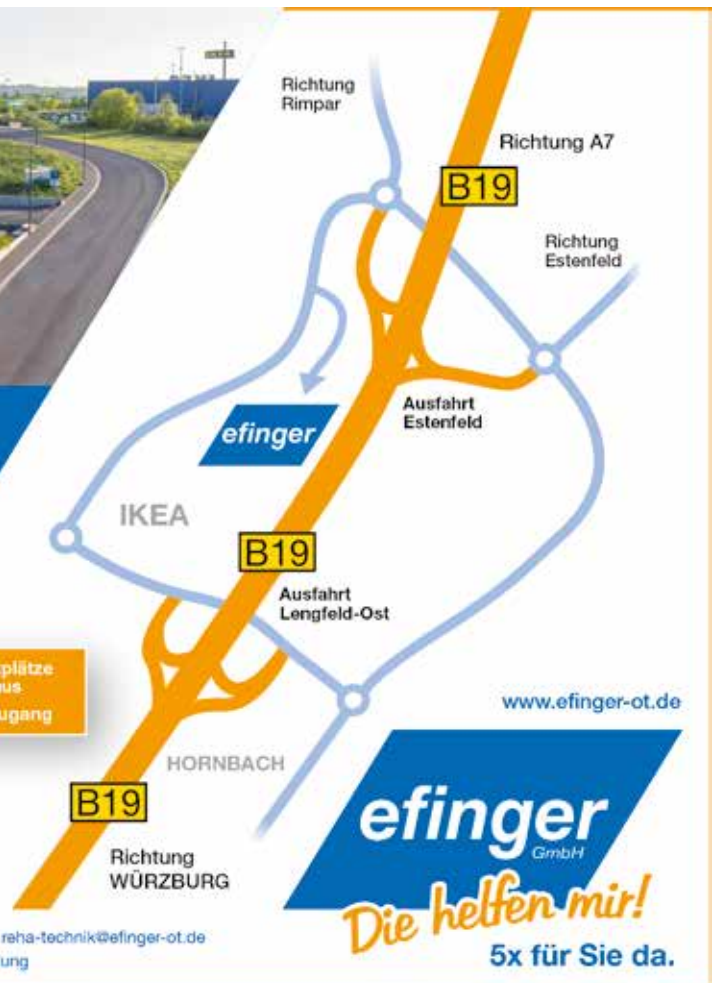 Richtung
Rimpar
Richtung A7
B19
Richtung
Estenfeld
Ausfahrt
Estenfeld
efinger
IKEA
B19
Ausfahrt
Lengfeld-Ost
plätze
us
ugang
www.efinger-ot.de
HORNBACH
B19
efinger
GmbH
Richtung
WÜRZBURG
Die helfen mir!
reha-technik@efinger-ot.de
ung
5x für Sie da.